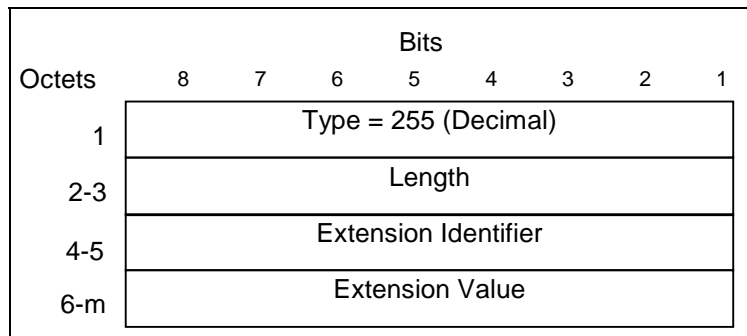 Bits
Octets 8 7 6 5 4 3 2 1
1 Type = 255 (Decimal)
2-3 Length
4-5 Extension Identifier
6-m Extension Value